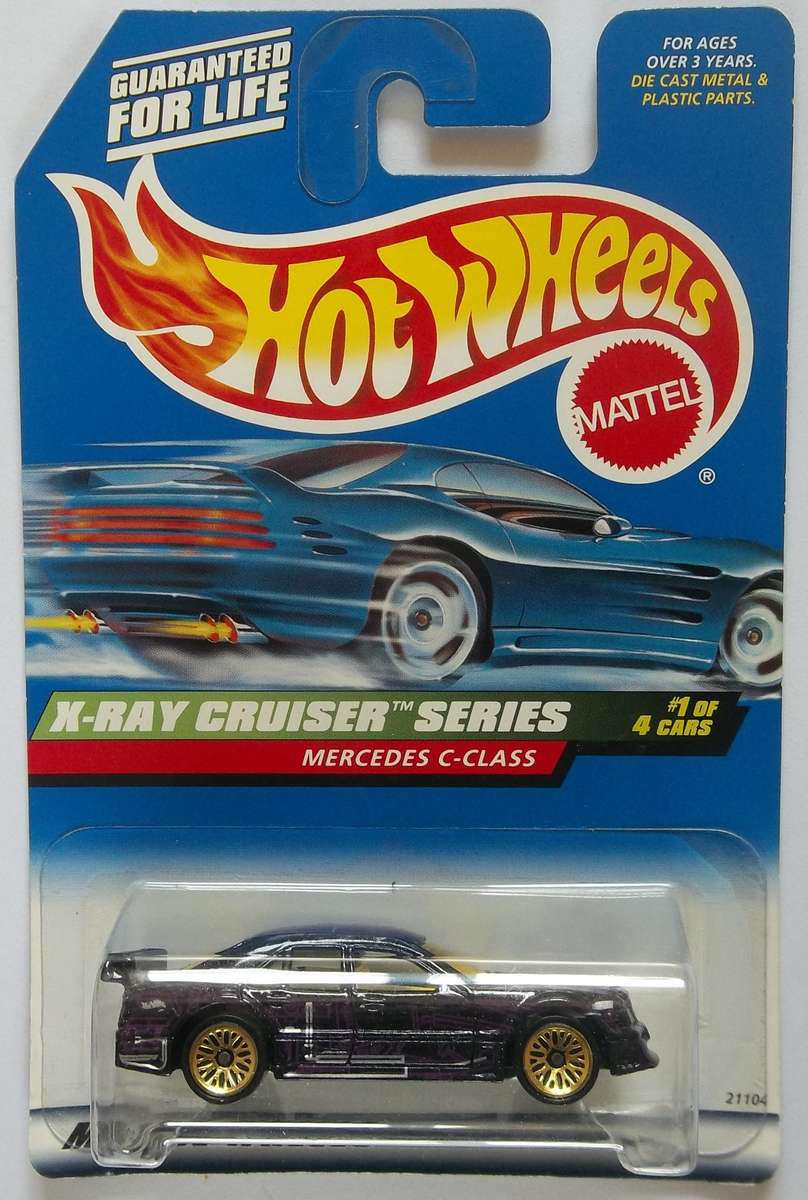 GUARANTEED
FOR LIFE
FOR AGES
OVER 3 YEARS.
DIE CAST METAL &
PLASTIC PARTS.
HOT WHEELS
MATTEL
®
X-RAY CRUISER™ SERIES
#1 OF
4 CARS
MERCEDES C-CLASS
21104